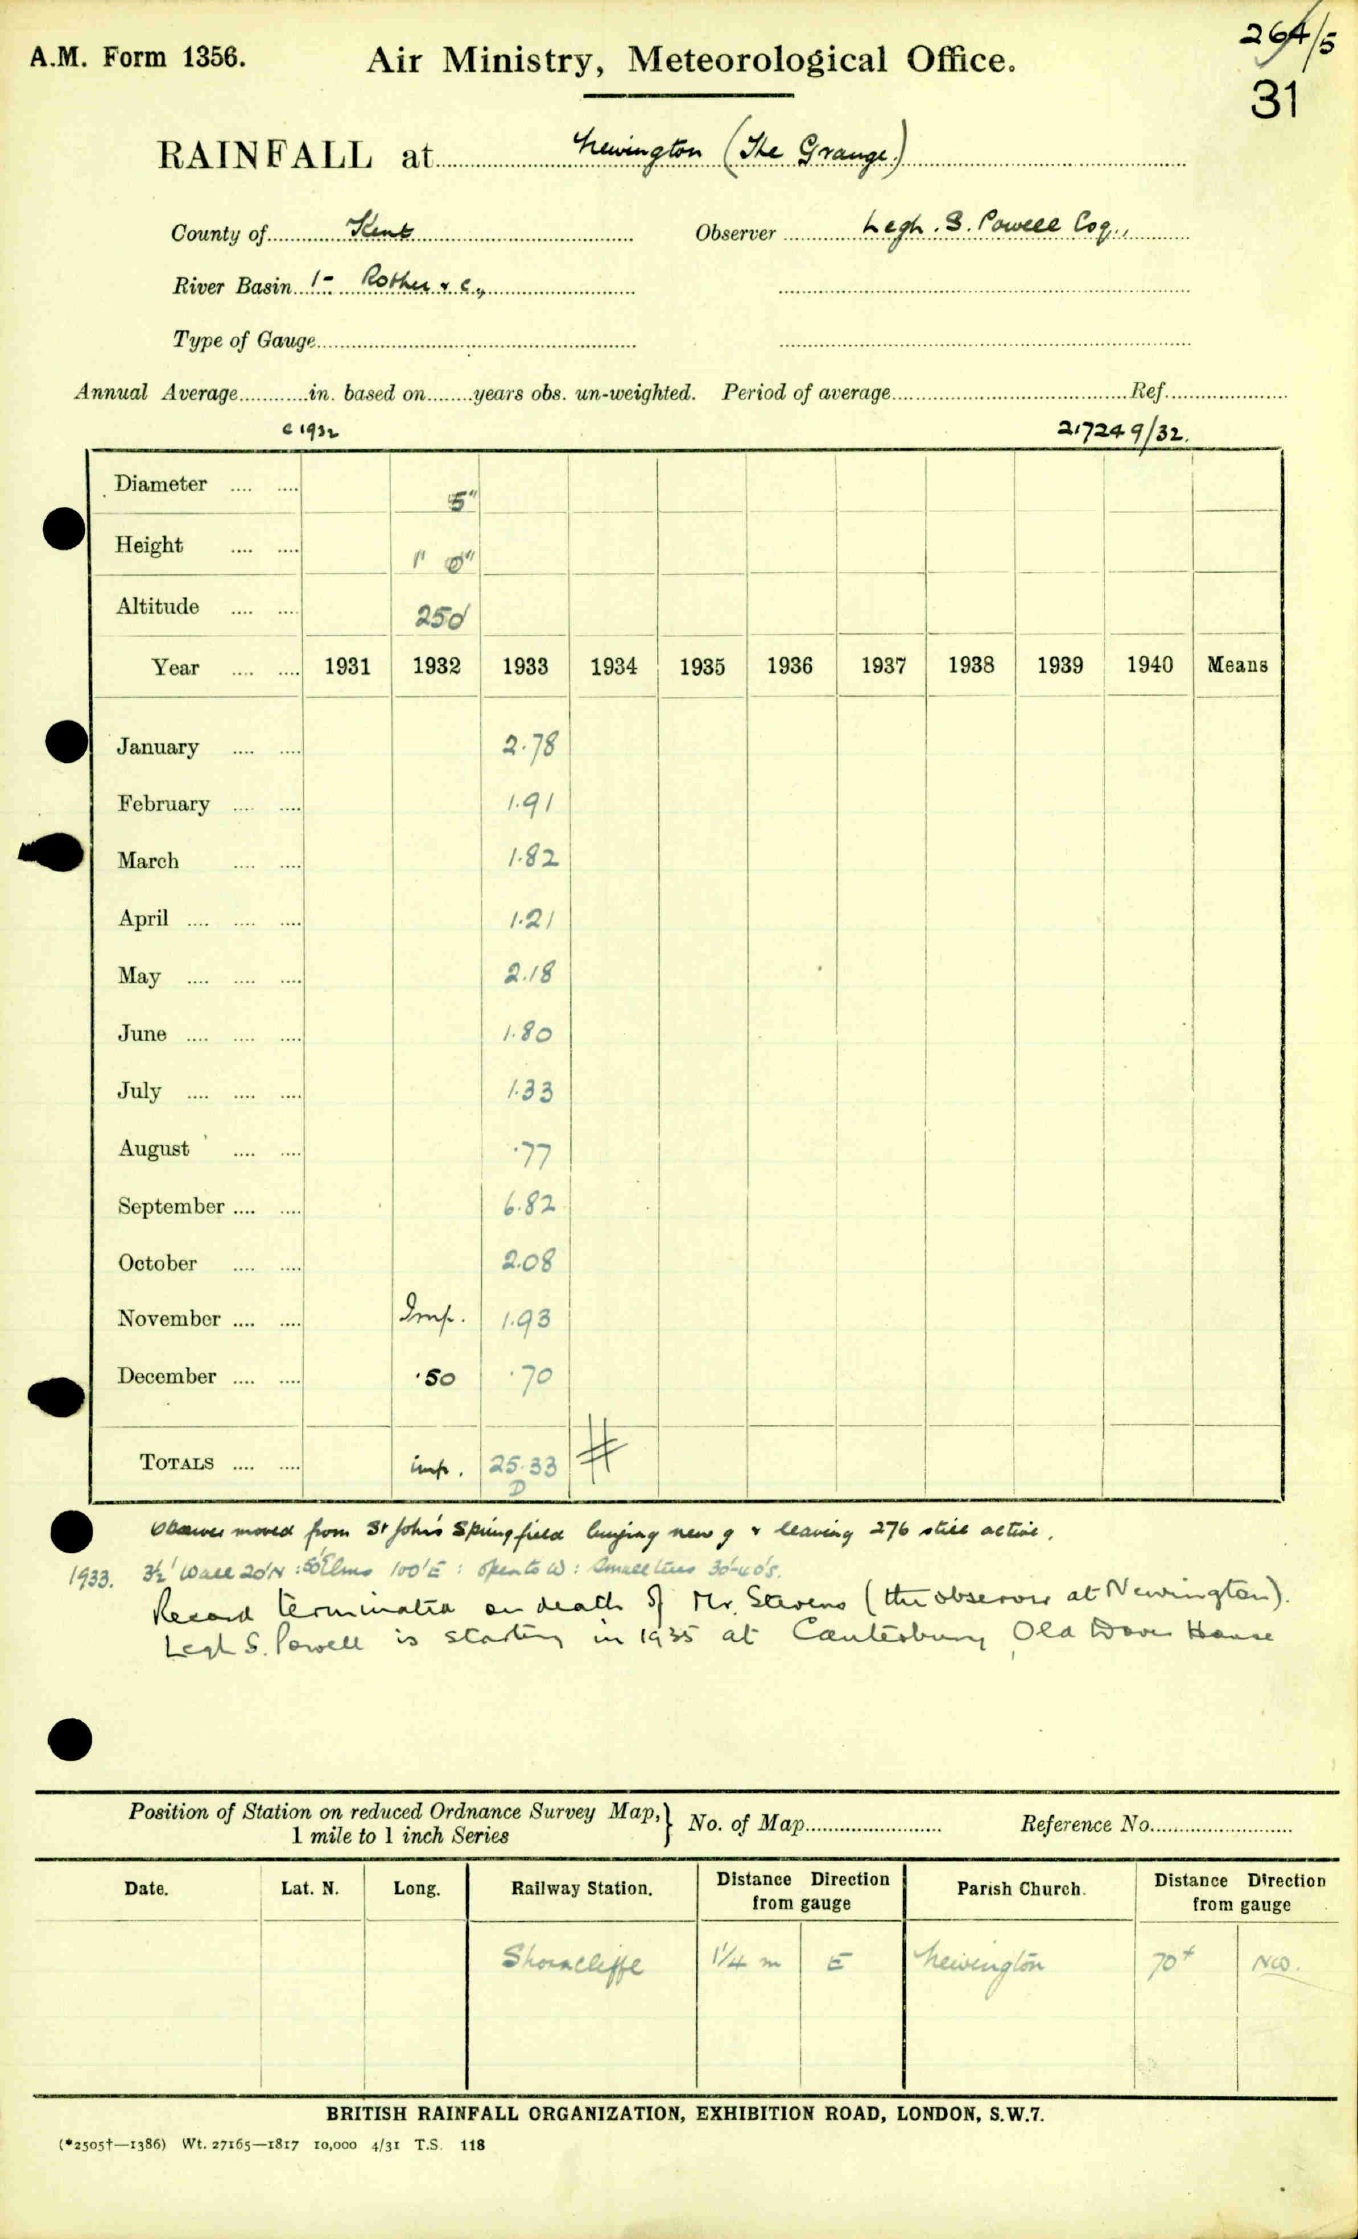 264/5
A.M. Form 1356. Air Ministry, Meteorological Office.
31
RAINFALL at Newington (The Grange.)
County of Kent Observer Legh. S. Powell Esq.,
River Basin 1- Rother & c.,
Type of Gauge
Annual Average in. based on years obs. un-weighted. Period of average Ref.
c 1932 217249/32.
Diameter 5"
Height 1' 0"
Altitude 250'
Year 1931 1932 1933 1934 1935 1936 1937 1938 1939 1940 Means
January 2.78
February 1.91
March 1.82
April 1.21
May 2.18
June 1.80
July 1.33
August .77
September 6.82
October 2.08
November Imp. 1.93
December .50 .70
TOTALS imp. 25.33 #
D
Observer moved from St John's Springfield buying new g & leaving 276 still active.
1933. 3½' Wall 20'N : 50' Elms 100'E : open to W : Small trees 30'-40's.
Record terminated on death of Mr. Stevens (the observer at Newington).
Legh S. Powell is starting in 1935 at Canterbury, Old Dover House
Position of Station on reduced Ordnance Survey Map, } No. of Map Reference No.
1 mile to 1 inch Series
Date. Lat. N. Long. Railway Station. Distance from gauge Direction Parish Church. Distance from gauge Direction
Shorncliffe 1¼ m E Newington 70+ NW.
BRITISH RAINFALL ORGANIZATION, EXHIBITION ROAD, LONDON, S.W.7.
(*2505†—1386) Wt. 27165—1817 10,000 4/31 T.S. 118